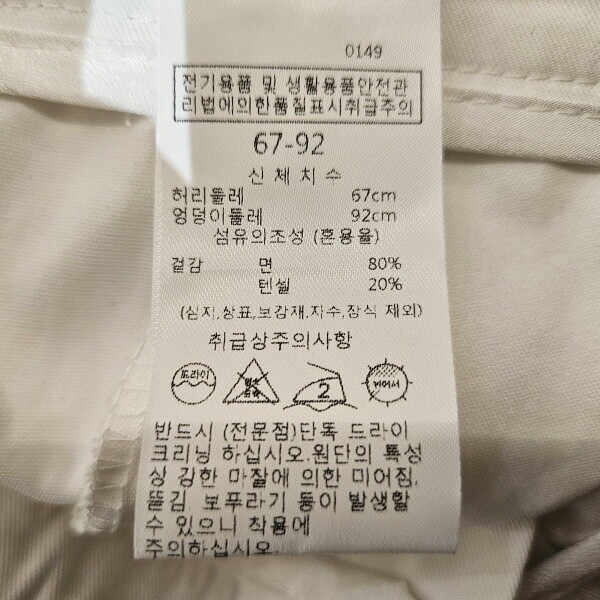 0149
전기용품 및 생활용품안전관
리법에의한품질표시취급주의
67-92
신 체 치 수
허리둘레 67cm
엉덩이둘레 92cm
섬유의조성 (혼용율)
겉감 면 80%
텐셀 20%
(심지,상표,보강재,자수,장식 제외)
취급상주의사항
드라이 염소 표백 2 뉘어서
반드시 (전문점)단독 드라이
크리닝 하십시오.원단의 특성
상 강한 마찰에 의한 미어짐,
뜯김, 보푸라기 등이 발생할
수 있으니 착용에
주의하십시오.